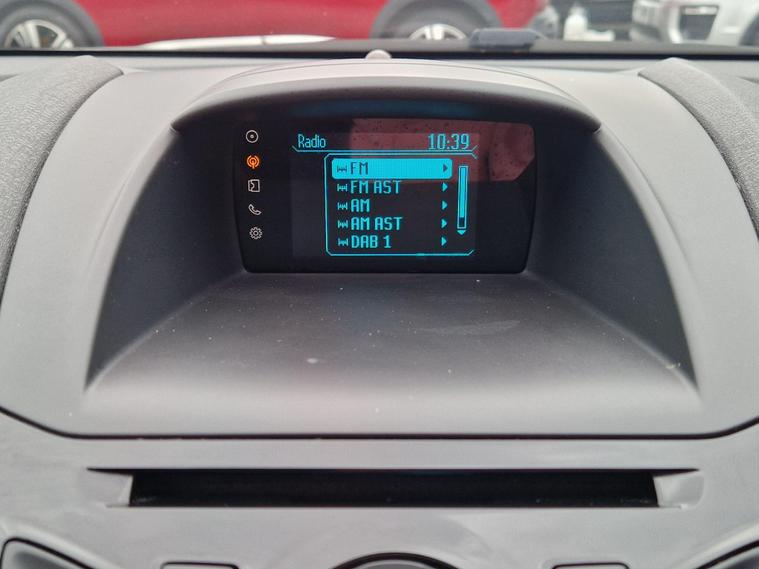 Radio 10:39
FM
FM AST
AM
AM AST
DAB 1